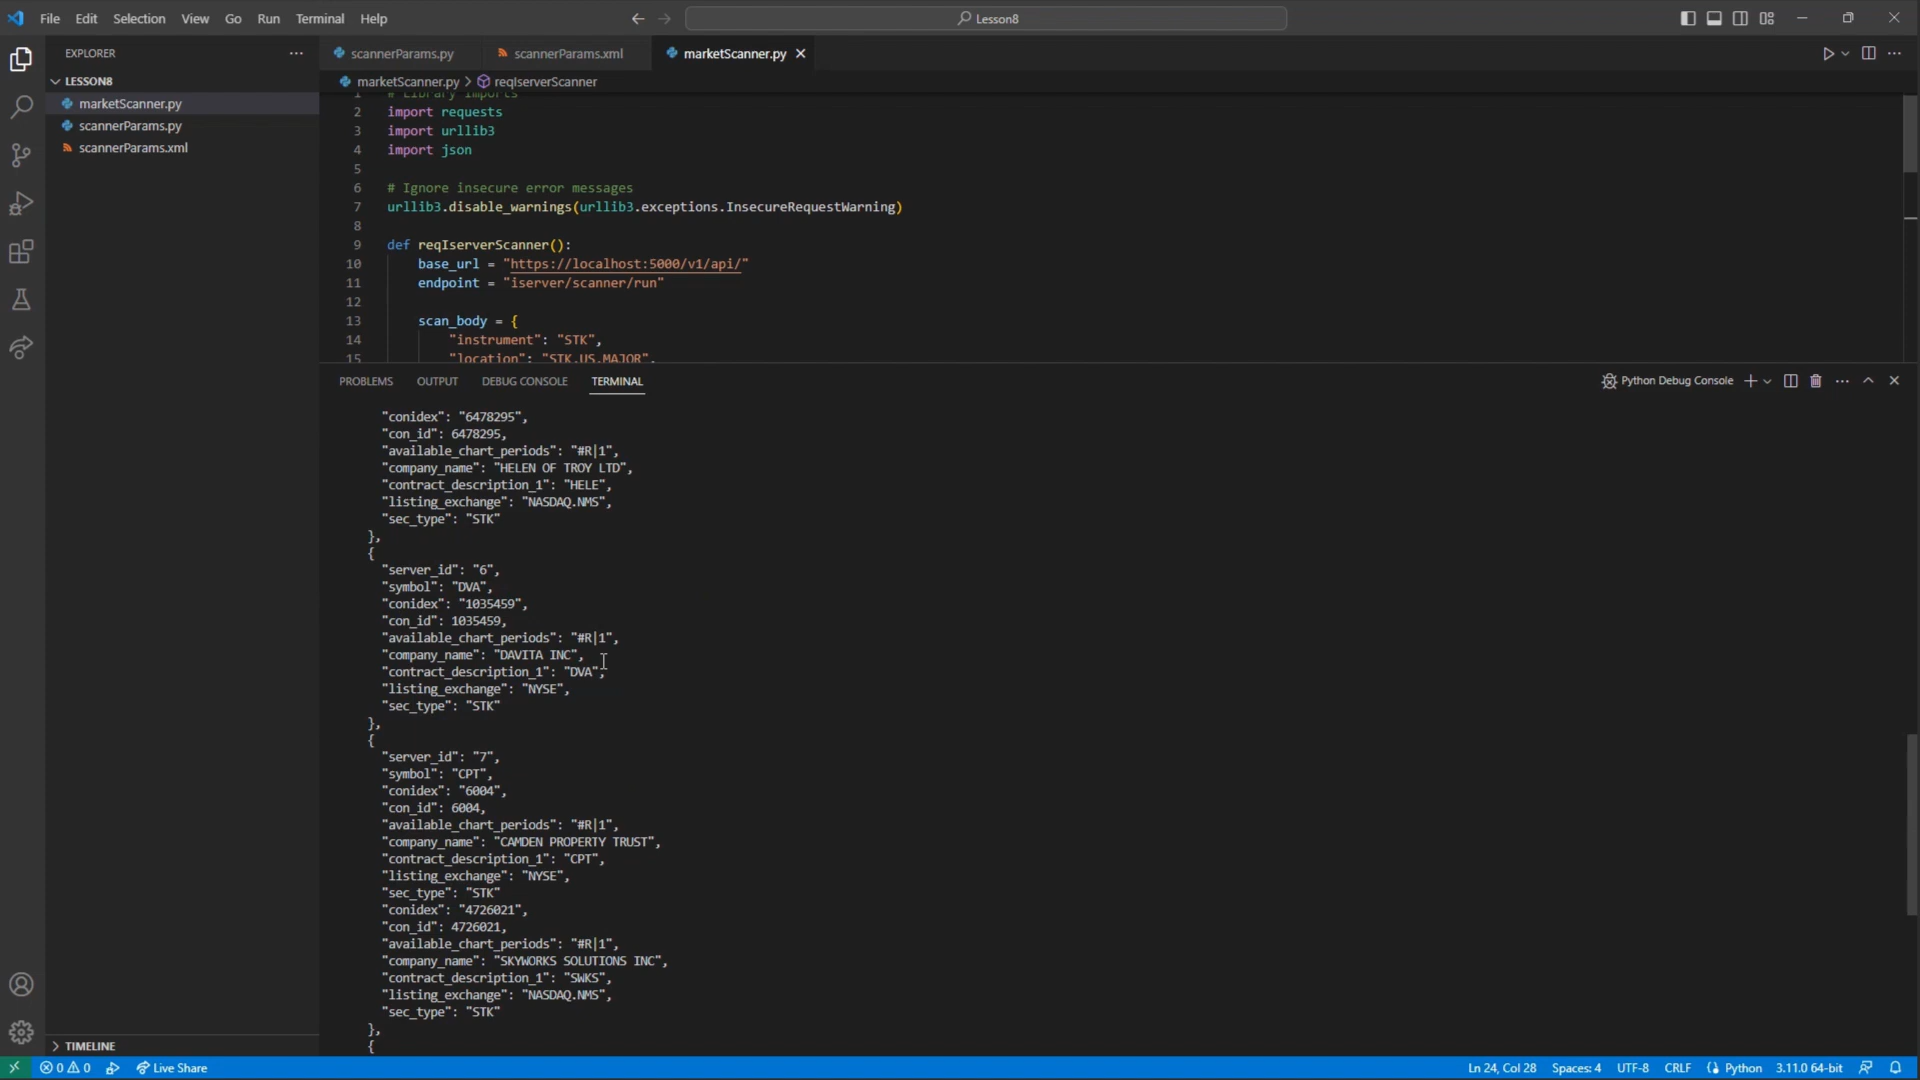 File Edit Selection View Go Run Terminal Help
Lesson8
EXPLORER
LESSON8
marketScanner.py
scannerParams.py
scannerParams.xml
TIMELINE
scannerParams.py scannerParams.xml marketScanner.py
marketScanner.py > reqIserverScanner
1 # Library imports
2 import requests
3 import urllib3
4 import json
5
6 # Ignore insecure error messages
7 urllib3.disable_warnings(urllib3.exceptions.InsecureRequestWarning)
8
9 def reqIserverScanner():
10 base_url = "https://localhost:5000/v1/api/"
11 endpoint = "iserver/scanner/run"
12
13 scan_body = {
14 "instrument": "STK",
15 "location": "STK.US.MAJOR",
PROBLEMS OUTPUT DEBUG CONSOLE TERMINAL
Python Debug Console
"conidex": "6478295",
"con_id": 6478295,
"available_chart_periods": "#R|1",
"company_name": "HELEN OF TROY LTD",
"contract_description_1": "HELE",
"listing_exchange": "NASDAQ.NMS",
"sec_type": "STK"
},
{
"server_id": "6",
"symbol": "DVA",
"conidex": "1035459",
"con_id": 1035459,
"available_chart_periods": "#R|1",
"company_name": "DAVITA INC",
"contract_description_1": "DVA",
"listing_exchange": "NYSE",
"sec_type": "STK"
},
{
"server_id": "7",
"symbol": "CPT",
"conidex": "6004",
"con_id": 6004,
"available_chart_periods": "#R|1",
"company_name": "CAMDEN PROPERTY TRUST",
"contract_description_1": "CPT",
"listing_exchange": "NYSE",
"sec_type": "STK"
"conidex": "4726021",
"con_id": 4726021,
"available_chart_periods": "#R|1",
"company_name": "SKYWORKS SOLUTIONS INC",
"contract_description_1": "SWKS",
"listing_exchange": "NASDAQ.NMS",
"sec_type": "STK"
},
{
0 0 Live Share
Ln 24, Col 28 Spaces: 4 UTF-8 CRLF Python 3.11.0 64-bit